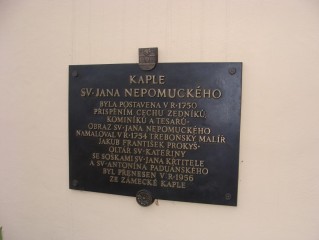 KAPLE
SV·JANA NEPOMUCKÉHO
BYLA POSTAVENA V R·1750
PŘISPĚNÍM CECHU ZEDNÍKŮ,
KOMINÍKŮ A TESARŮ·
OBRAZ SV·JANA NEPOMUCKÉHO
NAMALOVAL V R·1754 TŘEBOŇSKÝ MALÍŘ
JAKUB FRANTIŠEK PROKYŠ·
OLTÁŘ SV·KATEŘINY
SE SOŠKAMI SV·JANA KŘTITELE
A SV·ANTONÍNA PADUÁNSKÉHO
BYL PŘENESEN V R·1956
ZE ZÁMECKÉ KAPLE